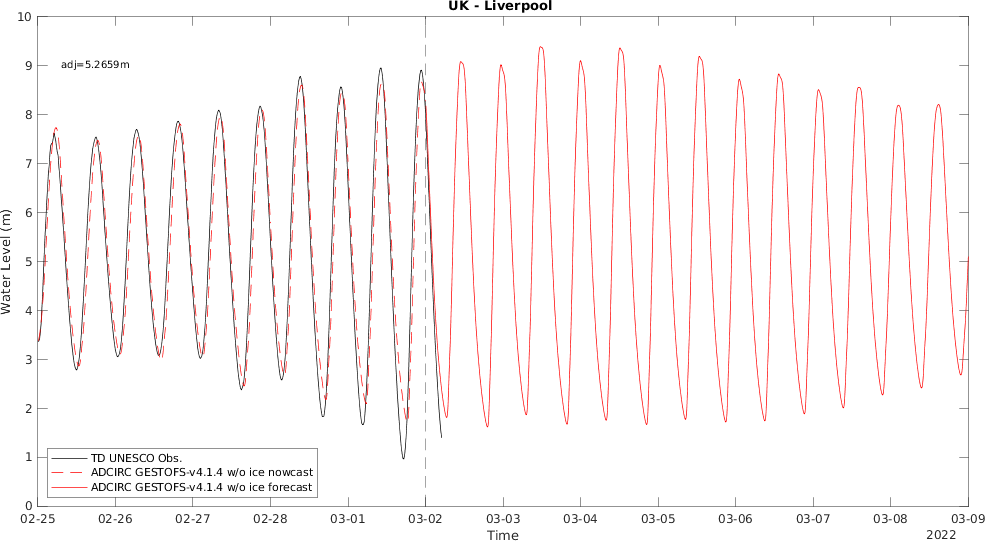 UK - Liverpool
10
9
8
7
6
5
4
3
2
1
0
adj=5.2659m
Water Level (m)
TD UNESCO Obs.
ADCIRC GESTOFS-v4.1.4 w/o ice nowcast
ADCIRC GESTOFS-v4.1.4 w/o ice forecast
02-25 02-26 02-27 02-28 03-01 03-02 03-03 03-04 03-05 03-06 03-07 03-08 03-09
Time
2022